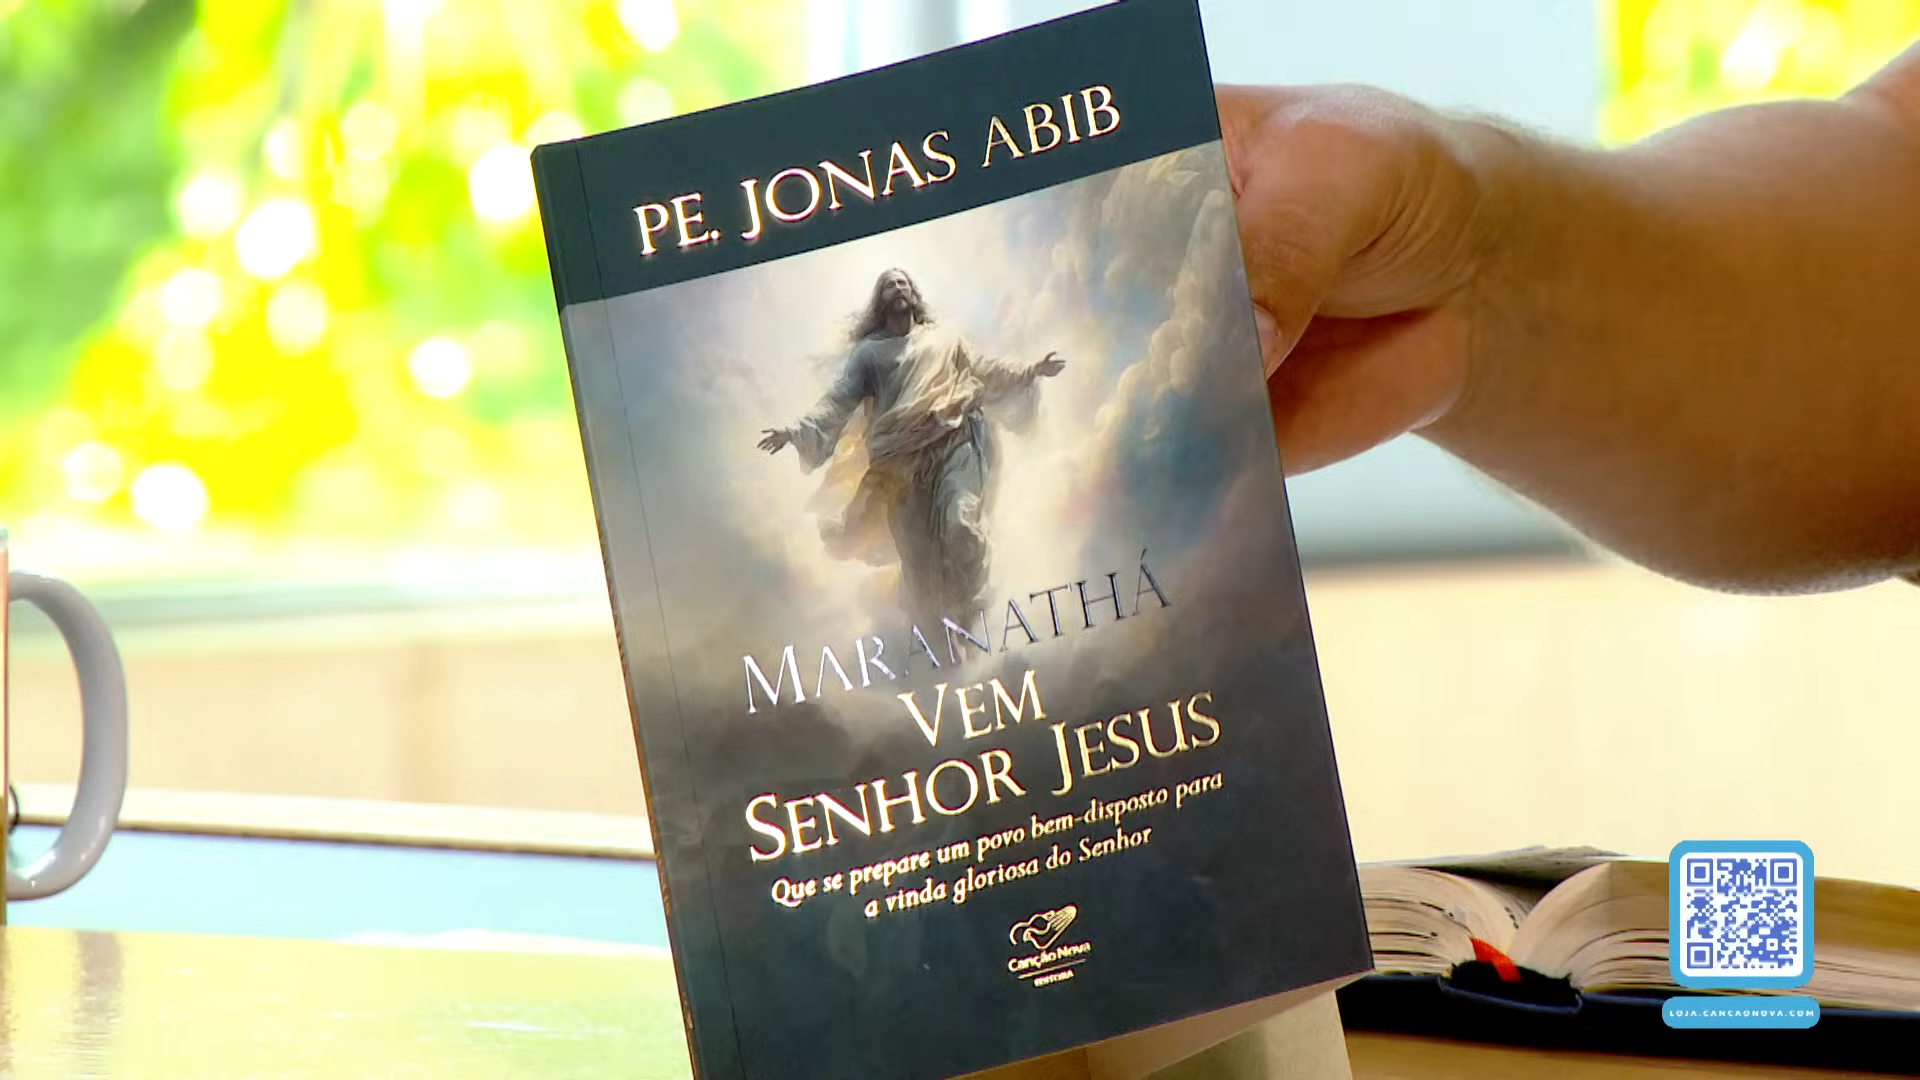 PE. JONAS ABIB
MARANATHÁ
VEM
SENHOR JESUS
Que se prepare um povo bem-disposto para
a vinda gloriosa do Senhor
Canção Nova
EDITORA
LOJA.CANCAONOVA.COM